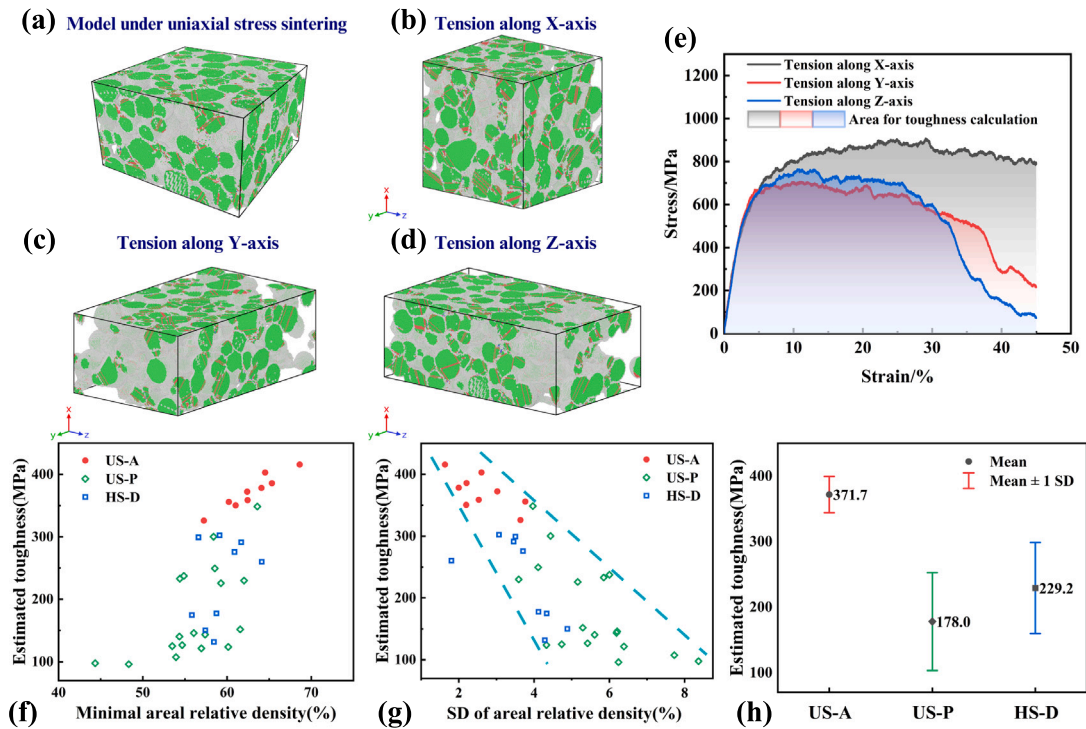 (a) Model under uniaxial stress sintering
(b) Tension along X-axis
x
y
z
(c) Tension along Y-axis
x
y
z
(d) Tension along Z-axis
x
y
z
(e)
Tension along X-axis
Tension along Y-axis
Tension along Z-axis
Area for toughness calculation
Stress/MPa
1200
1000
800
600
400
200
0
0 10 20 30 40 50
Strain/%
US-A
US-P
HS-D
Estimated toughness(MPa)
400
300
200
100
40 50 60 70
(f) Minimal areal relative density(%)
US-A
US-P
HS-D
Estimated toughness(MPa)
400
300
200
100
2 4 6 8
(g) SD of areal relative density(%)
Mean
Mean ± 1 SD
Estimated toughness(MPa)
400
300
200
100
371.7
178.0
229.2
US-A US-P HS-D
(h)